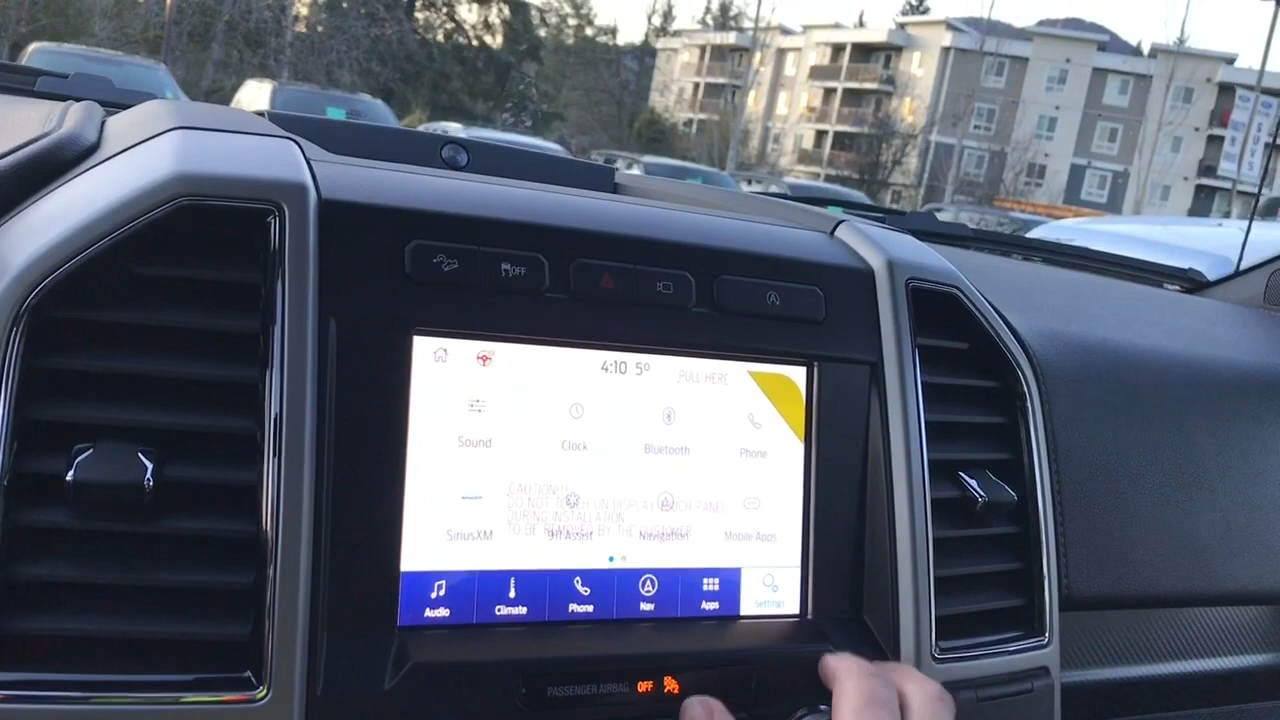 OFF
4:10 5°
PULL HERE
Sound
Clock
Bluetooth
Phone
CAUTION!!
DO NOT TOUCH ON DISPLAY TOUCH PANEL
DURING INSTALLATION
TO BE REMOVED BY THE CUSTOMER
SiriusXM
911 Assist
Navigation
Mobile Apps
Audio
Climate
Phone
Nav
Apps
Settings
PASSENGER AIRBAG OFF
SUVS